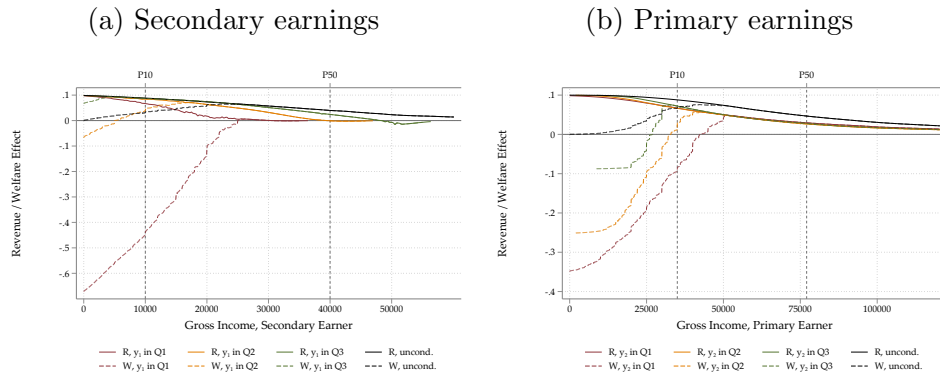 (a) Secondary earnings
(b) Primary earnings
P10 P50
.1
0
-.1
-.2
-.3
-.4
-.5
-.6
Revenue / Welfare Effect
0 10000 20000 30000 40000 50000
Gross Income, Secondary Earner
R, y₁ in Q1 R, y₁ in Q2 R, y₁ in Q3 R, uncond.
W, y₁ in Q1 W, y₁ in Q2 W, y₁ in Q3 W, uncond.
P10 P50
.1
0
-.1
-.2
-.3
-.4
Revenue / Welfare Effect
0 25000 50000 75000 100000
Gross Income, Primary Earner
R, y₂ in Q1 R, y₂ in Q2 R, y₂ in Q3 R, uncond.
W, y₂ in Q1 W, y₂ in Q2 W, y₂ in Q3 W, uncond.